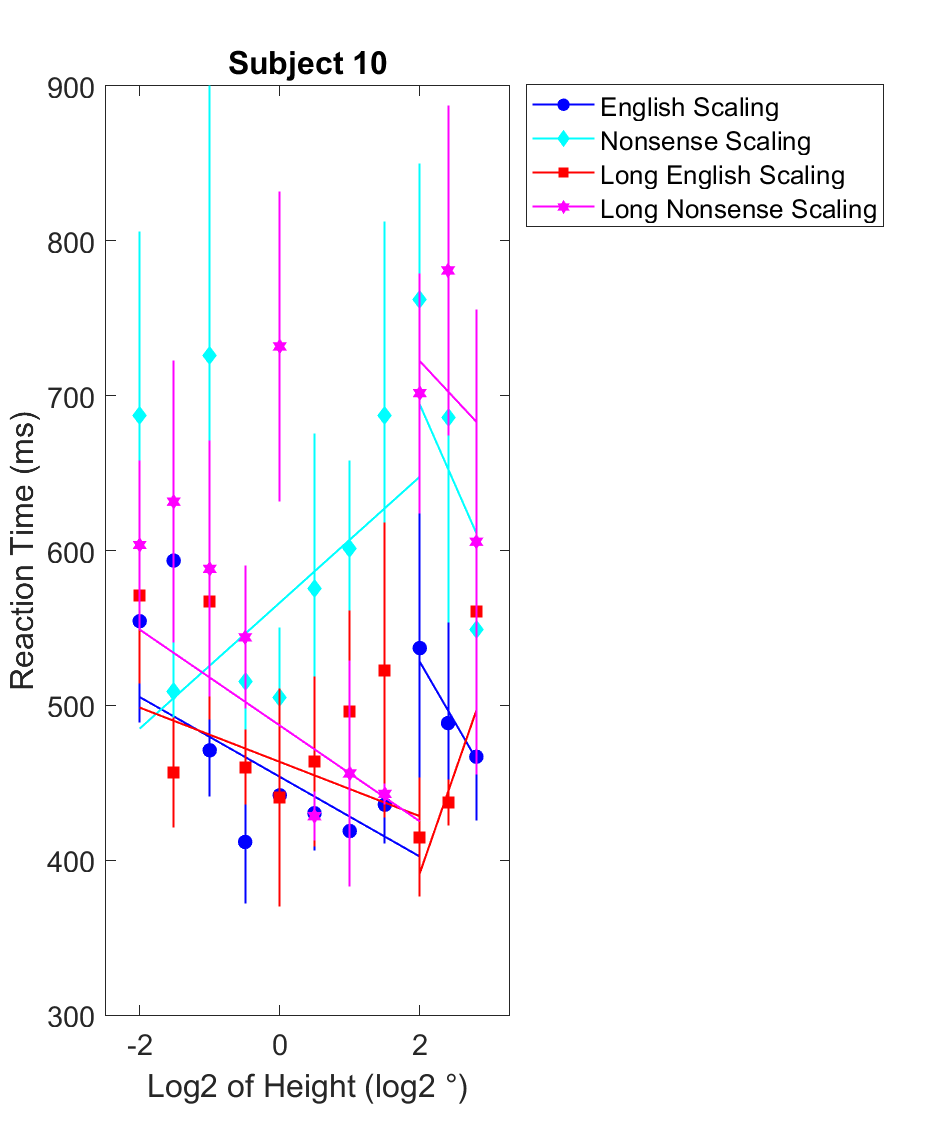 Subject 10
900
800
700
600
500
400
300
-2 0 2
Reaction Time (ms)
Log2 of Height (log2 °)
English Scaling
Nonsense Scaling
Long English Scaling
Long Nonsense Scaling